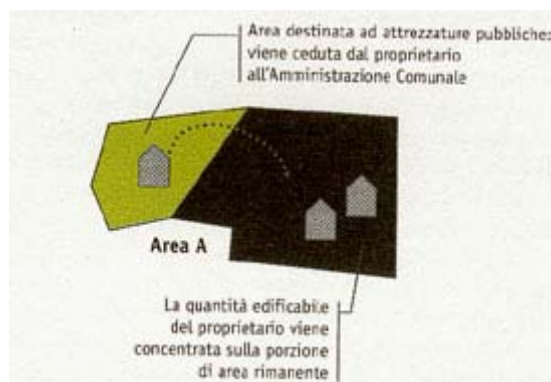 Area destinata ad attrezzature pubbliche:
viene ceduta dal proprietario
all'Amministrazione Comunale
Area A
La quantità edificabile
del proprietario viene
concentrata sulla porzione
di area rimanente